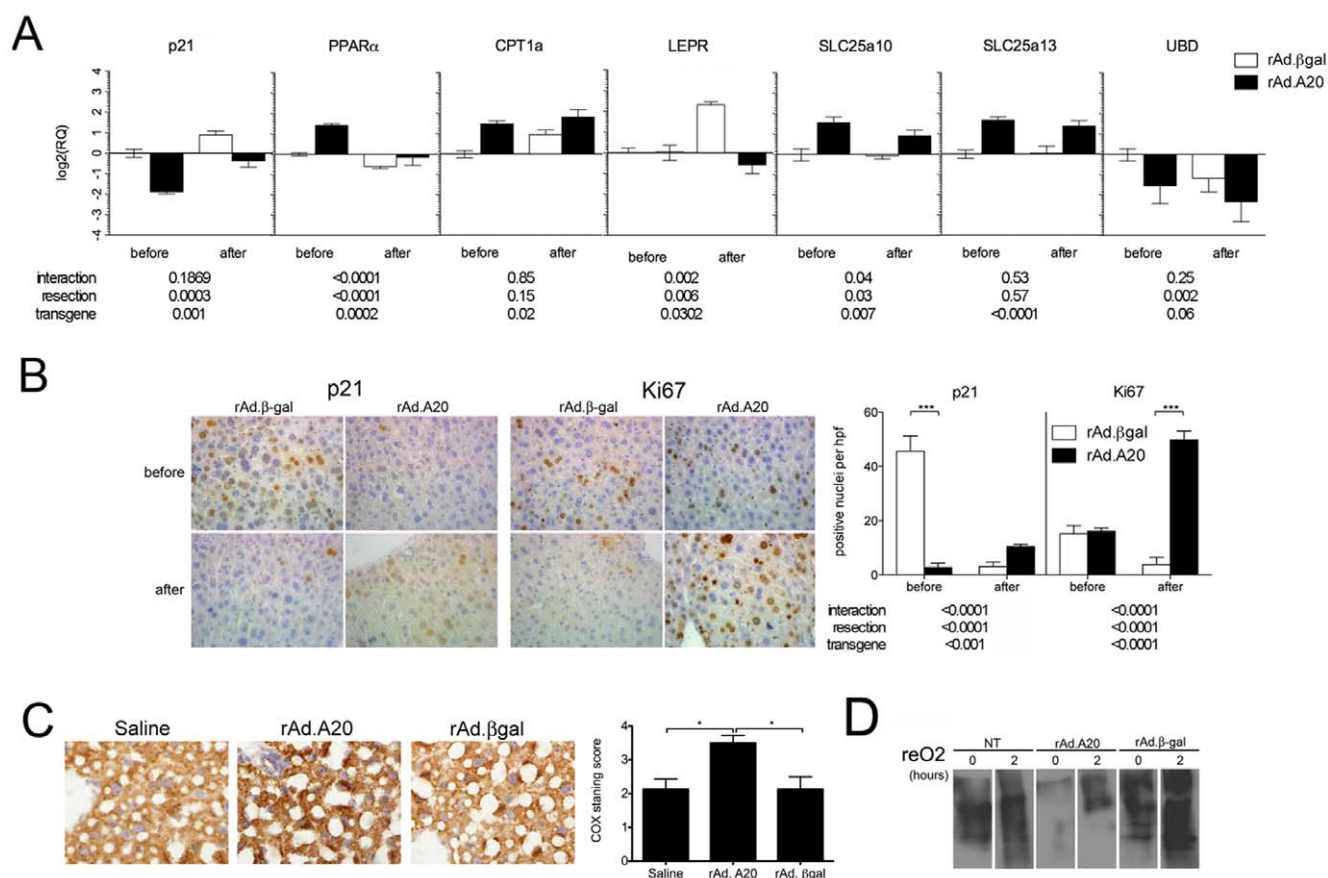 A
p21 PPARα CPT1a LEPR SLC25a10 SLC25a13 UBD
rAd.βgal
rAd.A20
log2(RQ)
4
3
2
1
0
-1
-2
-3
-4
before after before after before after before after before after before after before after
interaction 0.1869 <0.0001 0.85 0.002 0.04 0.53 0.25
resection 0.0003 <0.0001 0.15 0.006 0.03 0.57 0.002
transgene 0.001 0.0002 0.02 0.0302 0.007 <0.0001 0.06
B
p21 Ki67
rAd.β-gal rAd.A20 rAd.β-gal rAd.A20
before
after
p21 Ki67
positive nuclei per hpf
60
40
20
0
*** ***
rAd.βgal
rAd.A20
before after before after
interaction <0.0001 <0.0001
resection <0.0001 <0.0001
transgene <0.001 <0.0001
C
Saline rAd.A20 rAd.βgal
COX staning score
4
3
2
1
0
* *
Saline rAd. A20 rAd. βgal
D
NT rAd.A20 rAd.β-gal
reO2 0 2 0 2 0 2
(hours)